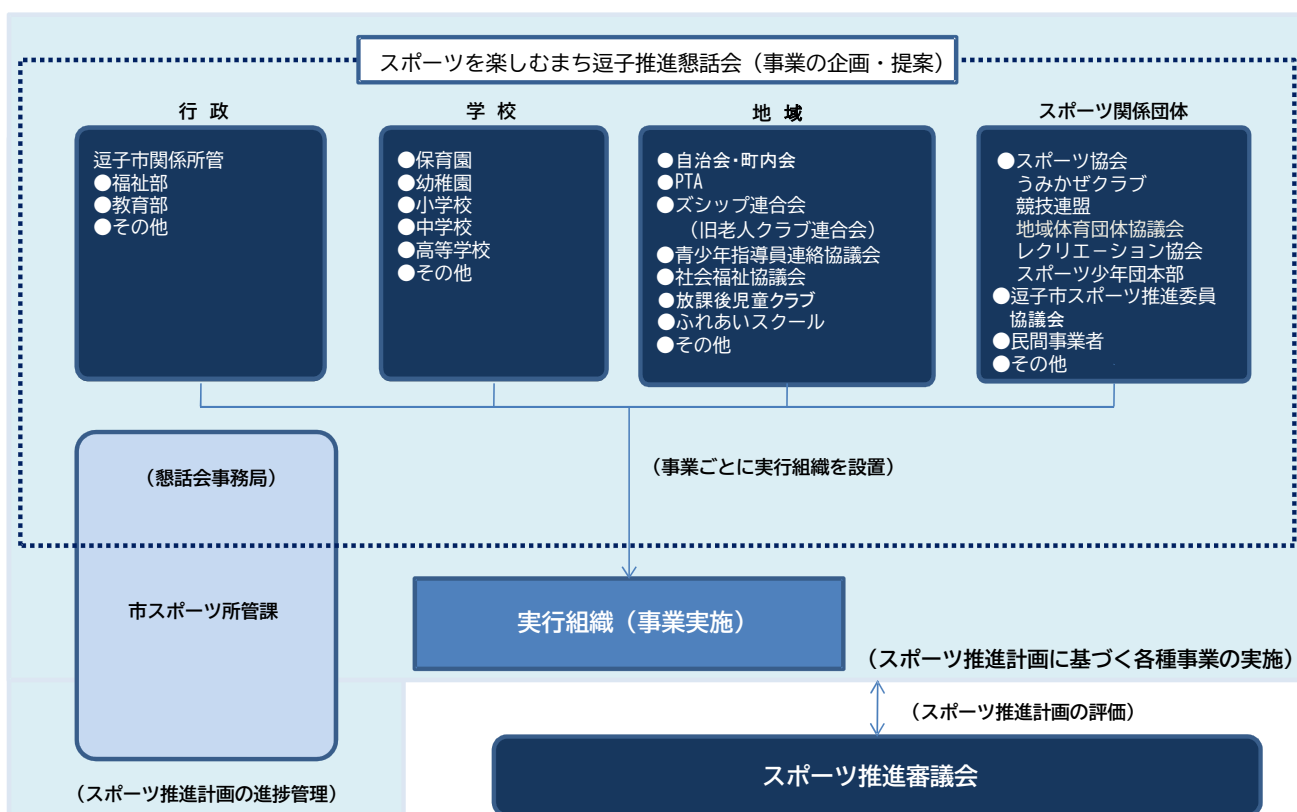 スポーツを楽しむまち逗子推進懇話会（事業の企画・提案）
行 政
逗子市関係所管
●福祉部
●教育部
●その他
学 校
●保育園
●幼稚園
●小学校
●中学校
●高等学校
●その他
地 域
●自治会・町内会
●PTA
●ズシップ連合会
（旧老人クラブ連合会）
●青少年指導員連絡協議会
●社会福祉協議会
●放課後児童クラブ
●ふれあいスクール
●その他
スポーツ関係団体
●スポーツ協会
うみかぜクラブ
競技連盟
地域体育団体協議会
レクリエーション協会
スポーツ少年団本部
●逗子市スポーツ推進委員
協議会
●民間事業者
●その他
（懇話会事務局）
（事業ごとに実行組織を設置）
市スポーツ所管課
実行組織（事業実施）
（スポーツ推進計画に基づく各種事業の実施）
（スポーツ推進計画の評価）
スポーツ推進審議会
（スポーツ推進計画の進捗管理）